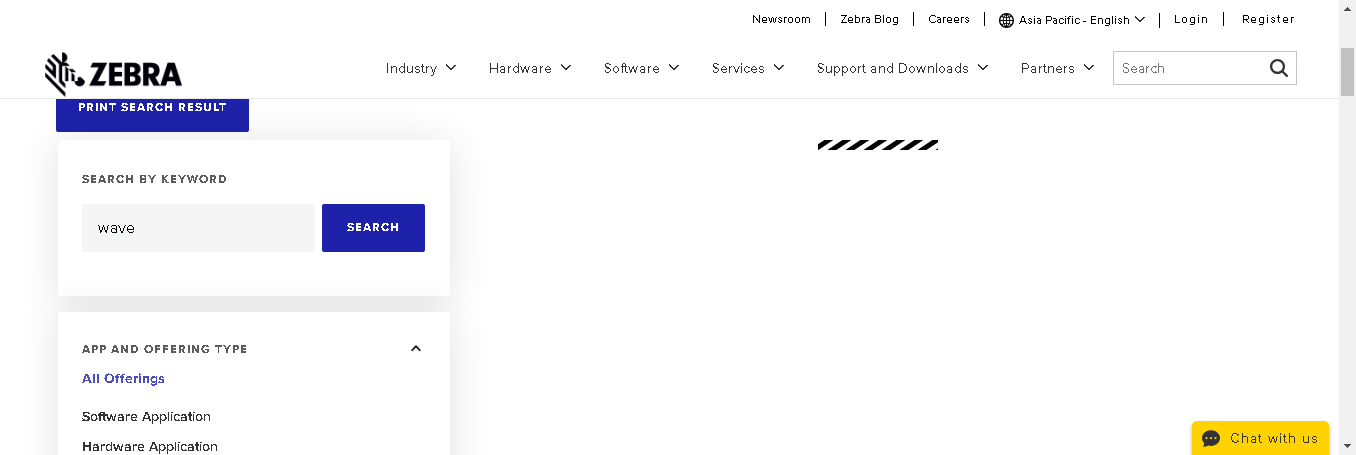 Newsroom Zebra Blog Careers Asia Pacific - English Login Register
ZEBRA Industry Hardware Software Services Support and Downloads Partners Search
PRINT SEARCH RESULT
SEARCH BY KEYWORD
wave SEARCH
APP AND OFFERING TYPE
All Offerings
Software Application
Hardware Application
Chat with us